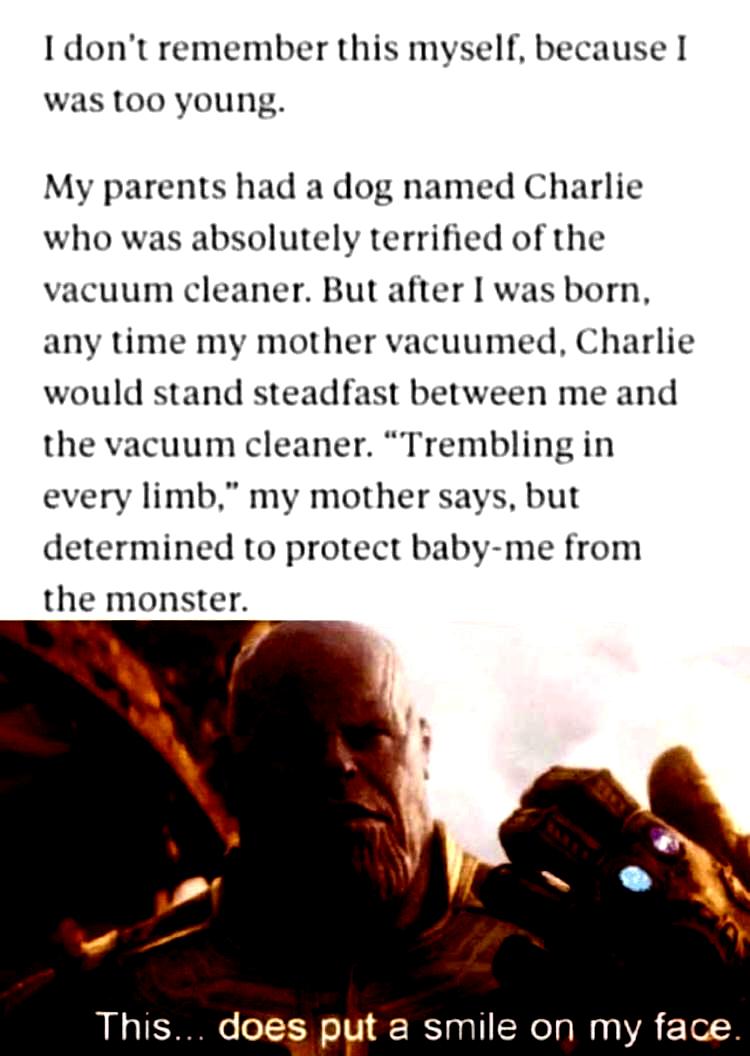 I don't remember this myself, because I
was too young.
My parents had a dog named Charlie
who was absolutely terrified of the
vacuum cleaner. But after I was born,
any time my mother vacuumed, Charlie
would stand steadfast between me and
the vacuum cleaner. “Trembling in
every limb,” my mother says, but
determined to protect baby-me from
the monster.
This... does put a smile on my face.